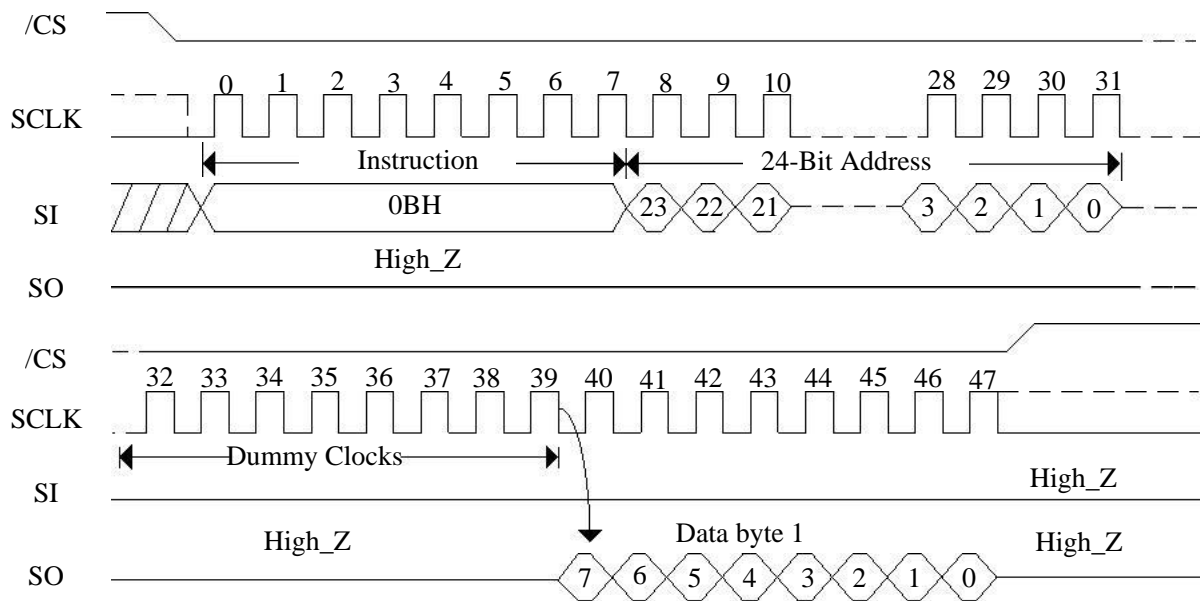 /CS
0 1 2 3 4 5 6 7 8 9 10 28 29 30 31
SCLK
Instruction 24-Bit Address
SI 0BH 23 22 21 3 2 1 0
High_Z
SO
/CS
32 33 34 35 36 37 38 39 40 41 42 43 44 45 46 47
SCLK
Dummy Clocks
High_Z
SI
High_Z Data byte 1 High_Z
SO 7 6 5 4 3 2 1 0